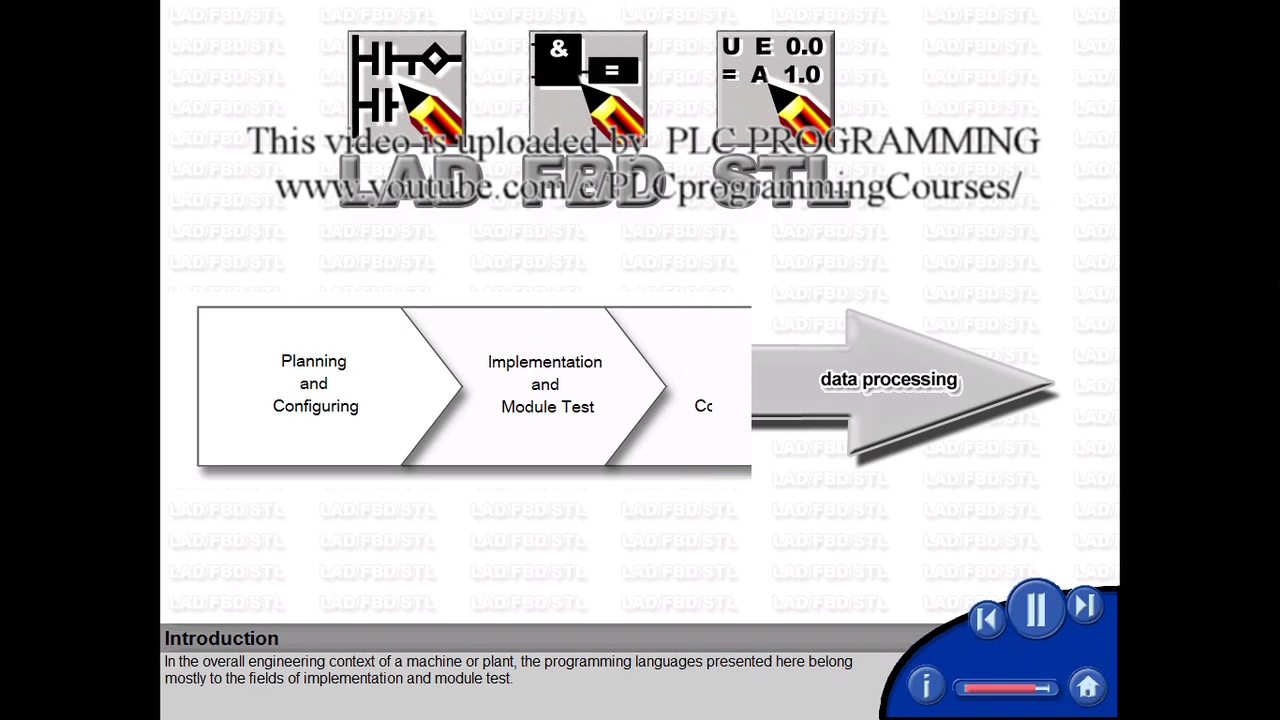 &
=
U E 0.0
= A 1.0
This video is uploaded by PLC PROGRAMMING
LAD FBD STL
www.youtube.com/c/PLCprogrammingCourses/
Planning
and
Configuring
Implementation
and
Module Test
data processing
Introduction
In the overall engineering context of a machine or plant, the programming languages presented here belong
mostly to the fields of implementation and module test.